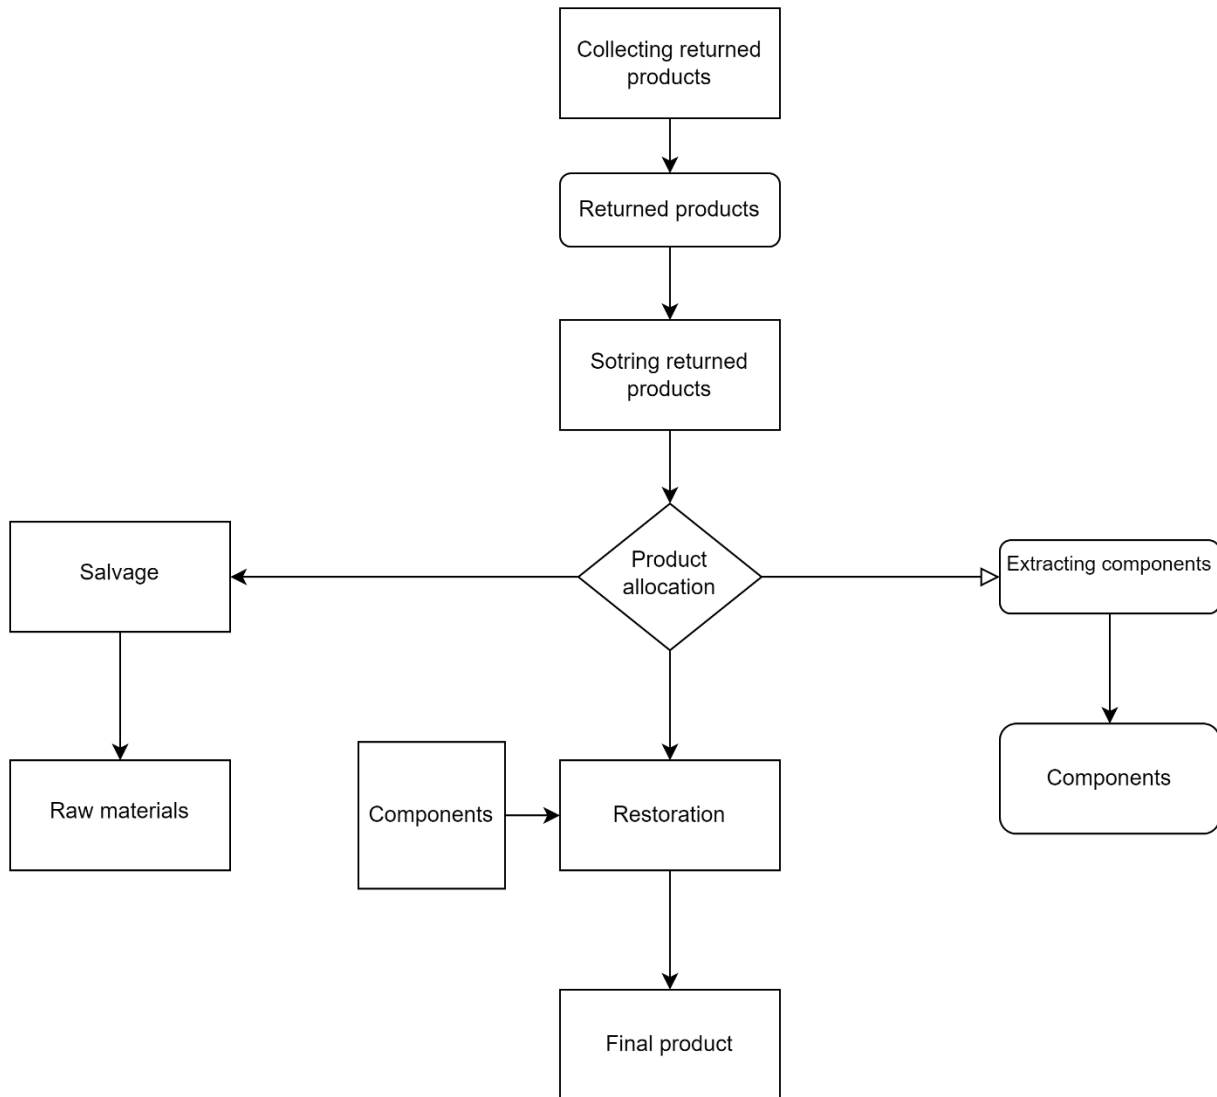 Collecting returned
products
Returned products
Sotring returned
products
Product
allocation
Salvage
Extracting components
Raw materials
Components
Restoration
Components
Final product